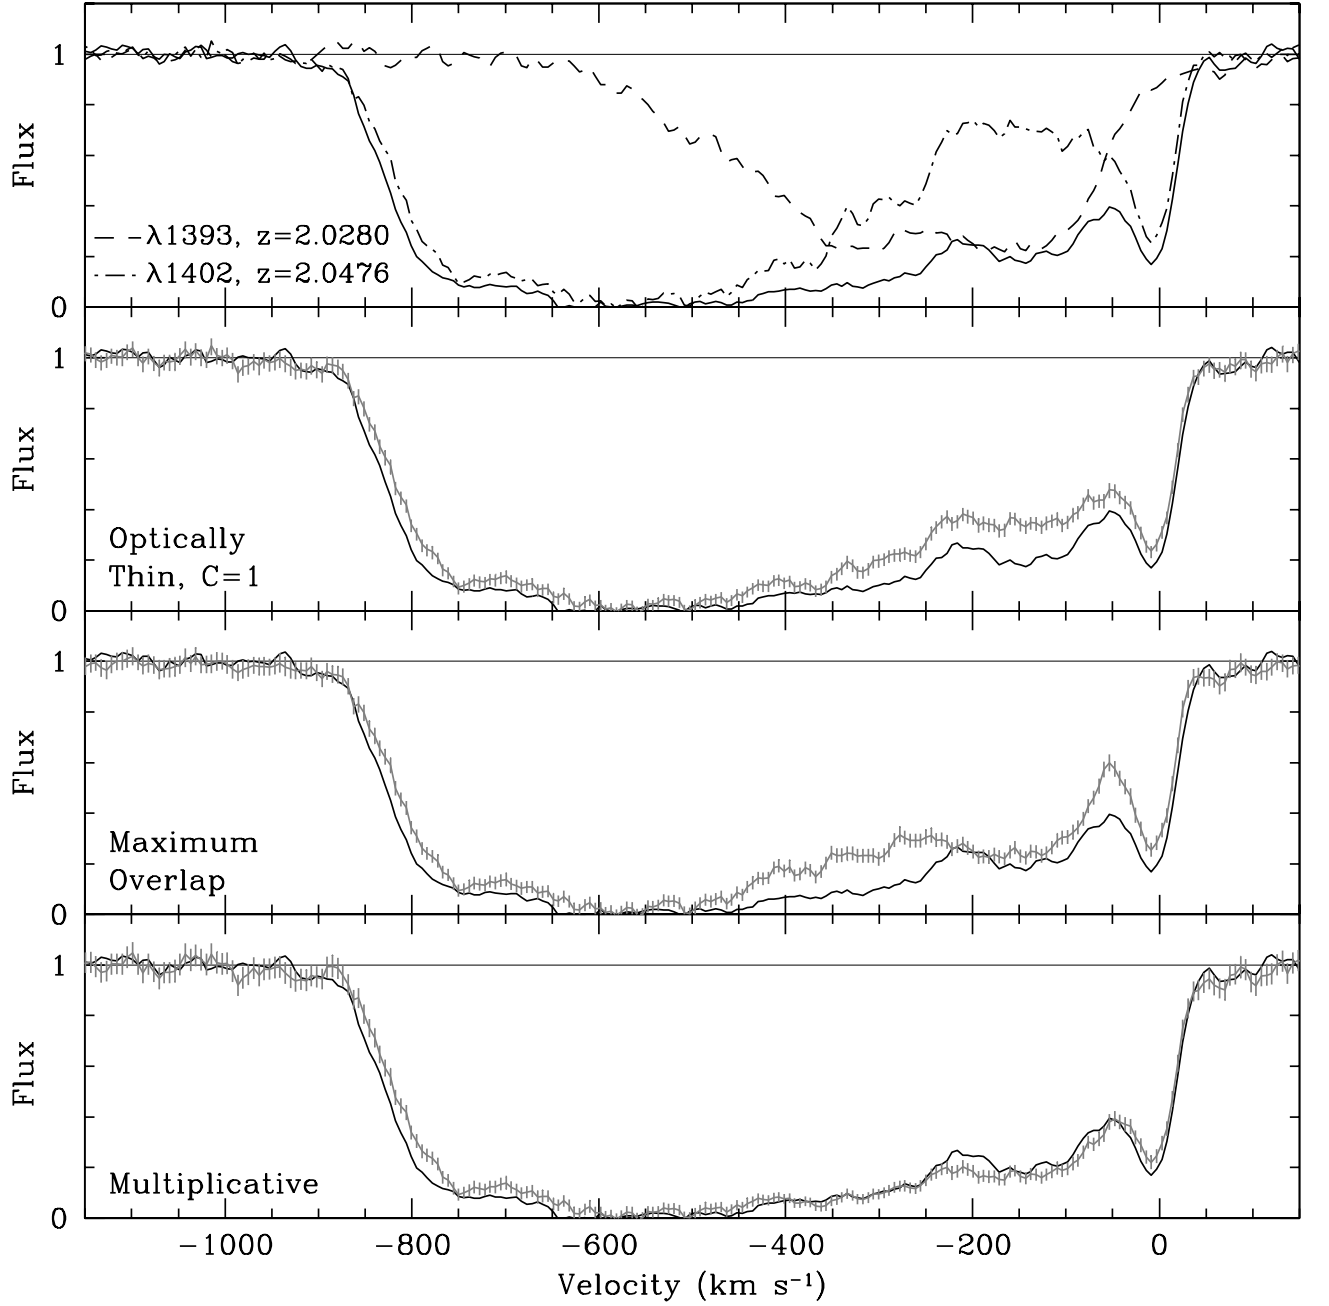 1
Flux
— –λ1393, z=2.0280
·—·– λ1402, z=2.0476
0
1
Flux
Optically
Thin, C=1
0
1
Flux
Maximum
Overlap
0
1
Flux
Multiplicative
0
−1000 −800 −600 −400 −200 0
Velocity (km s⁻¹)